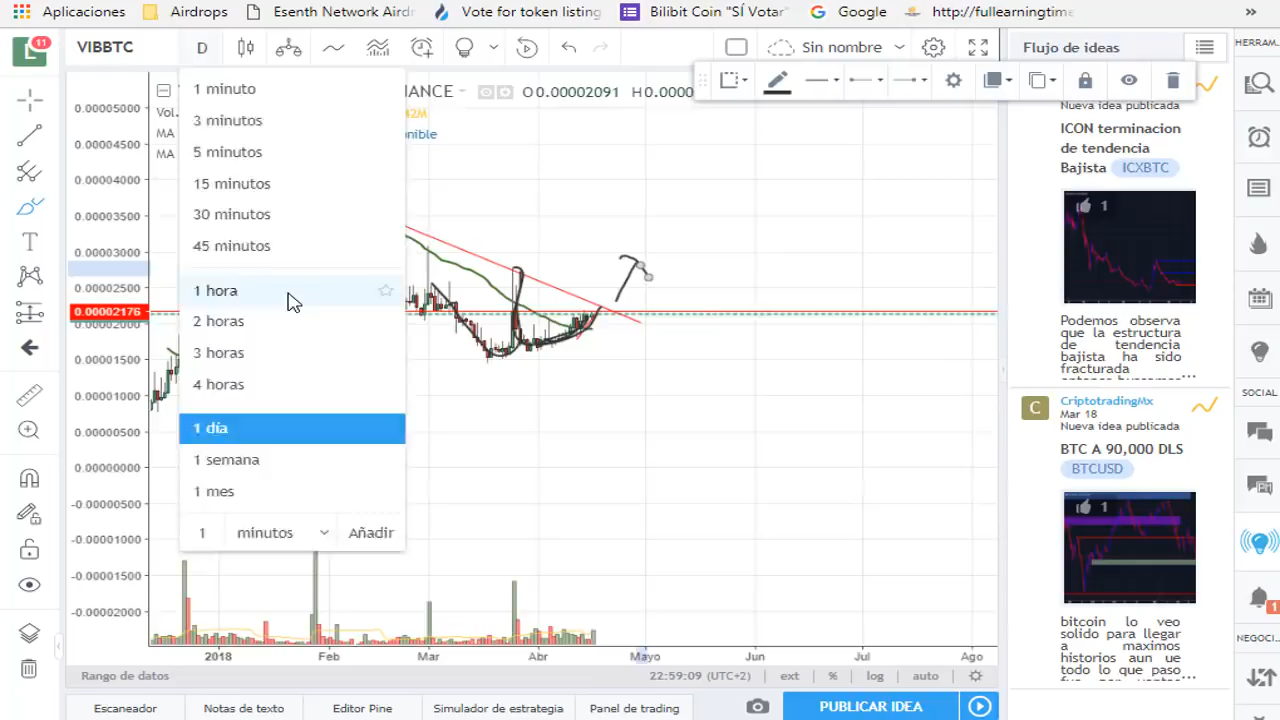 Aplicaciones
Airdrops
Esenth Network Airdr
Vote for token listing
Bilibit Coin "SÍ Votar"
Google
http://fullearningtime
»
11
VIBBTC
D
Sin nombre
Flujo de ideas
HERRAM.
1 minuto
3 minutos
5 minutos
15 minutos
30 minutos
45 minutos
1 hora
2 horas
3 horas
4 horas
1 día
1 semana
1 mes
1 minutos Añadir
Vol.
MA
MA
NANCE
O0.00002091 H0.0000
42M
onible
0.00005000
0.00004500
0.00004000
0.00003500
0.00003000
0.00002500
0.00002176
0.00002000
0.00001500
0.00001000
0.00000500
0.00000000
-0.00000500
-0.00001000
-0.00001500
-0.00002000
2018 Feb Mar Abr Mayo Jun Jul Ago
Rango de datos
22:59:09 (UTC+2)
ext % log auto
Escaneador
Notas de texto
Editor Pine
Simulador de estrategia
Panel de trading
PUBLICAR IDEA
Nueva idea publicada
ICON terminacion
de tendencia
Bajista ICXBTC
1
Podemos observa
que la estructura
de tendencia
bajista ha sido
fracturada
C
CriptotradingMx
Mar 18
Nueva idea publicada
BTC A 90,000 DLS
BTCUSD
1
bitcoin lo veo
solido para llegar
a maximos
historios aun ue
todo lo que paso
SOCIAL
1
NEGOCI